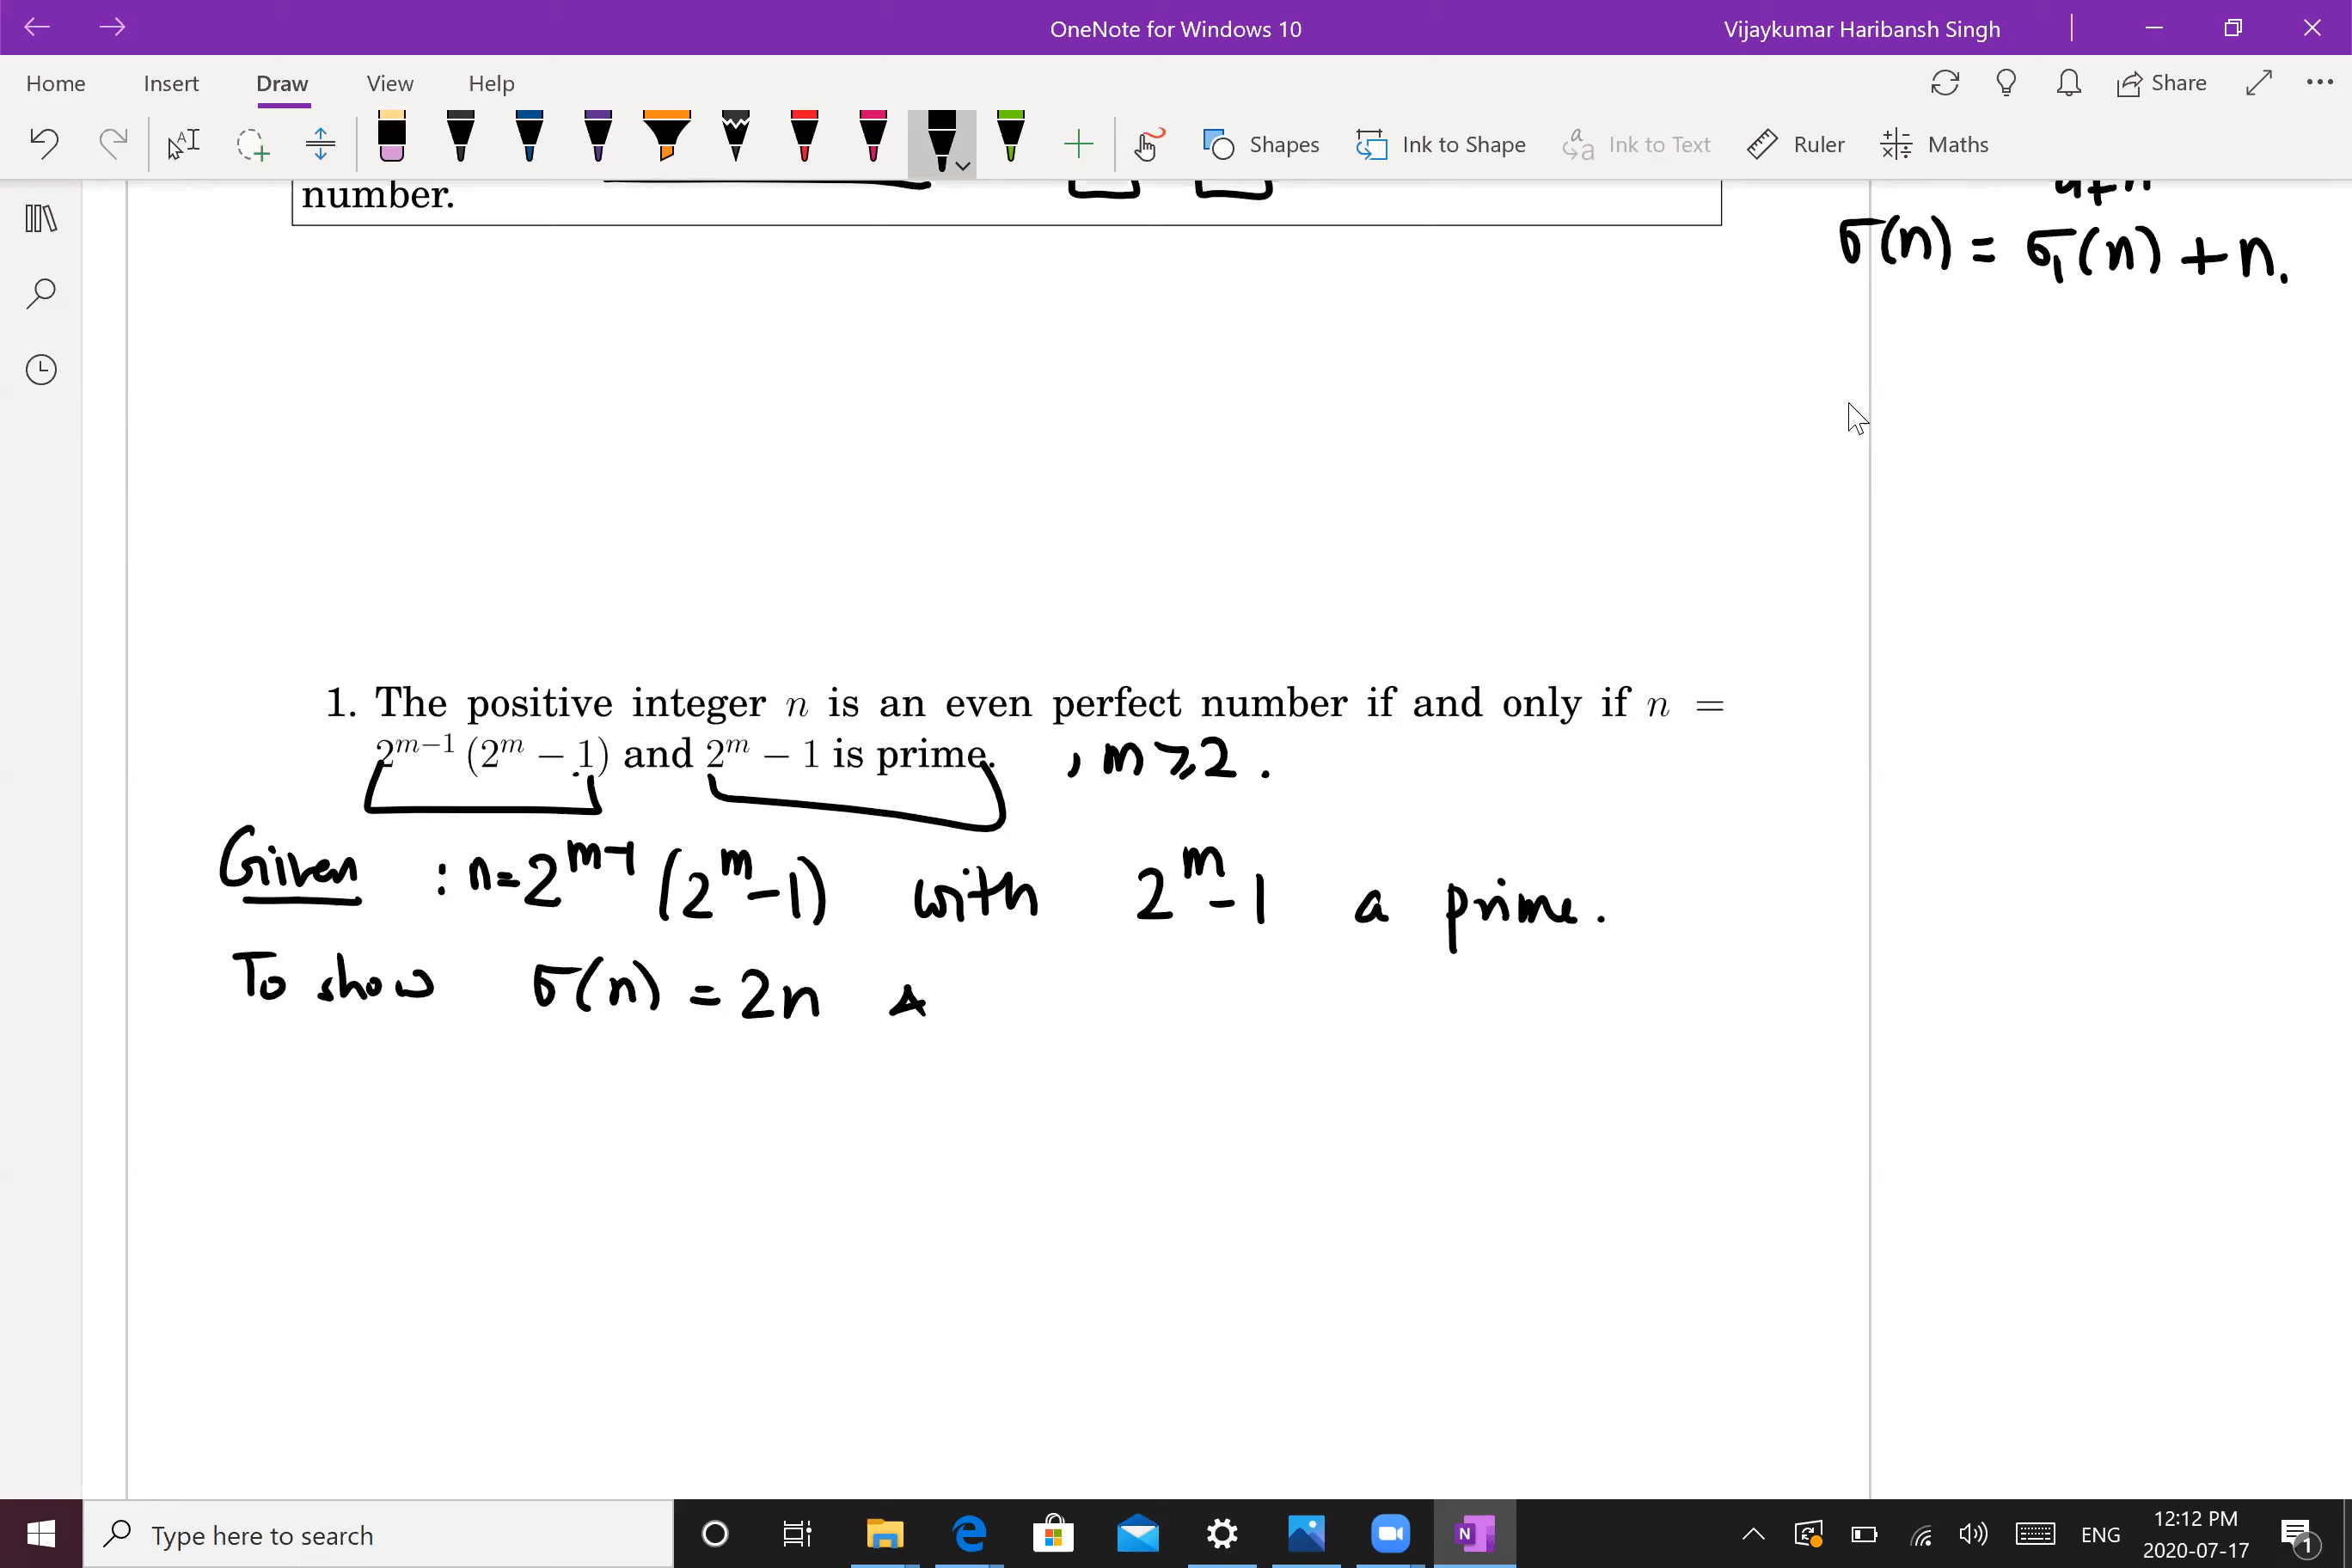 OneNote for Windows 10 Vijaykumar Haribansh Singh
Home Insert Draw View Help Share
Shapes Ink to Shape Ink to Text Ruler Maths
number.
σ(n) = σ₁(n) + n.
1. The positive integer n is an even perfect number if and only if n =
2^{m−1} (2^m − 1) and 2^m − 1 is prime. , m ≥ 2 .
Given : n = 2^{m-1} (2^m - 1) with 2^m - 1 a prime .
To show σ(n) = 2n
Type here to search
N
ENG
12:12 PM
2020-07-17
1